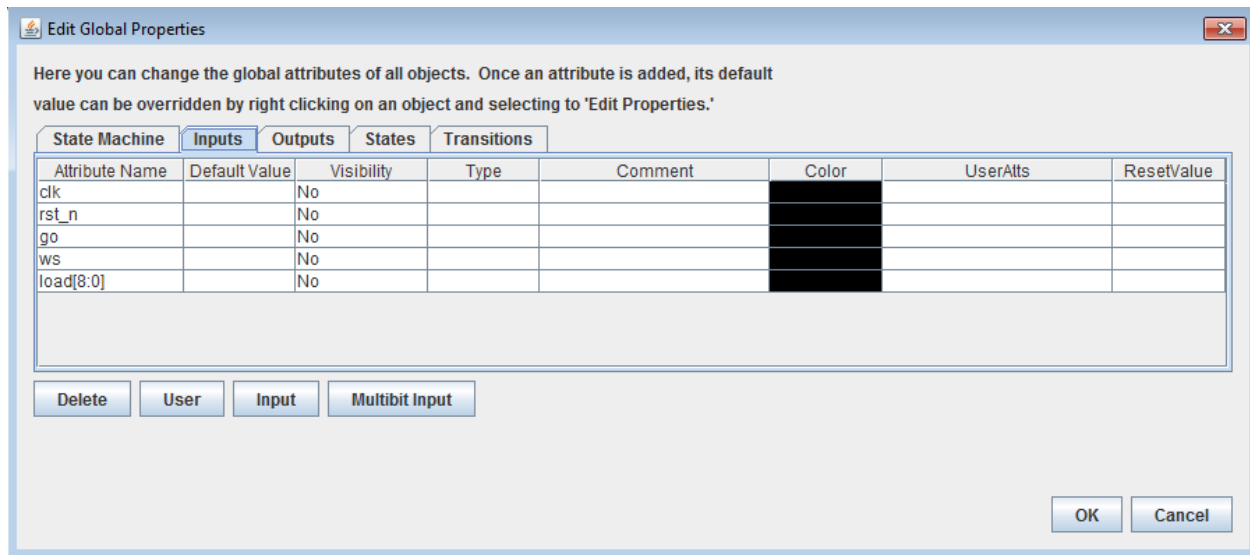 Edit Global Properties
Here you can change the global attributes of all objects. Once an attribute is added, its default
value can be overridden by right clicking on an object and selecting to 'Edit Properties.'
State Machine Inputs Outputs States Transitions
Attribute Name Default Value Visibility Type Comment Color UserAtts ResetValue
clk No
rst_n No
go No
ws No
load[8:0] No
Delete User Input Multibit Input
OK Cancel